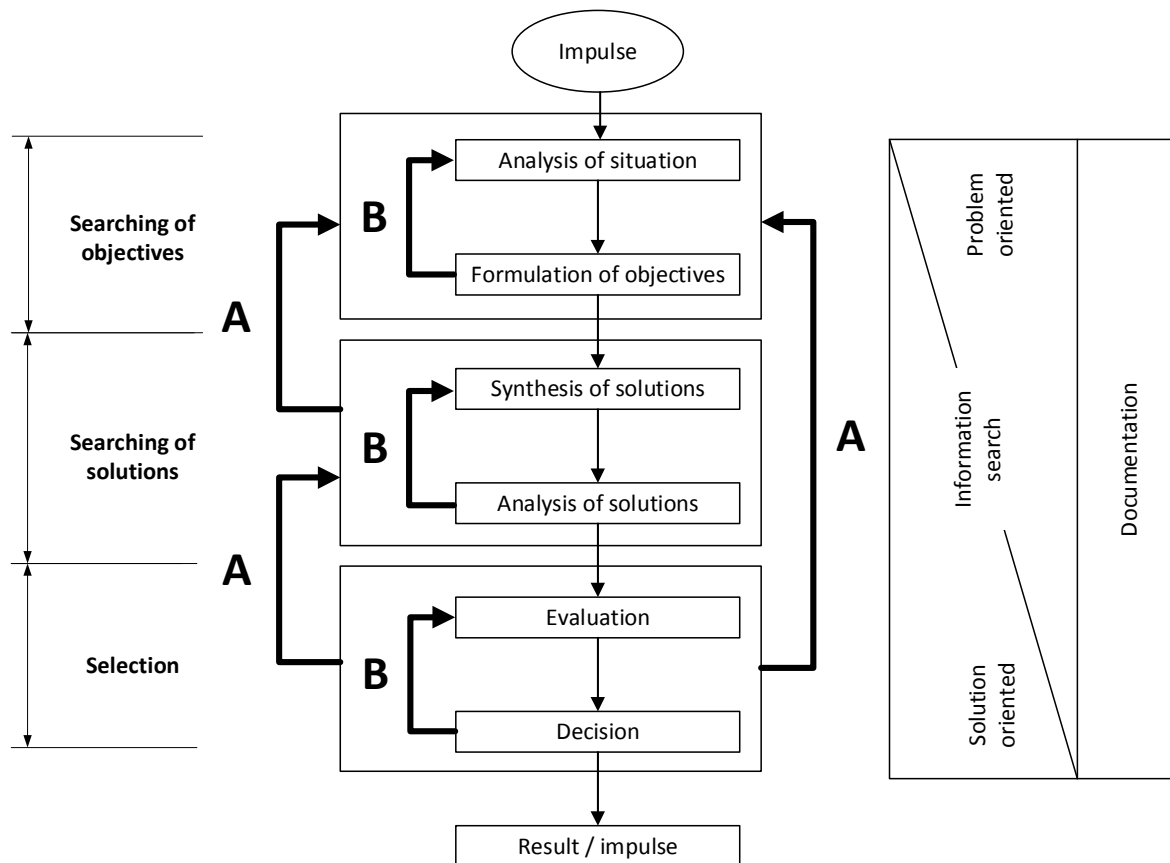 Impulse
Analysis of situation
B
Formulation of objectives
Searching of
objectives
A
Synthesis of solutions
B
Analysis of solutions
Searching of
solutions
A
A
Evaluation
B
Decision
Selection
Result / impulse
Problem
oriented
Information
search
Solution
oriented
Documentation